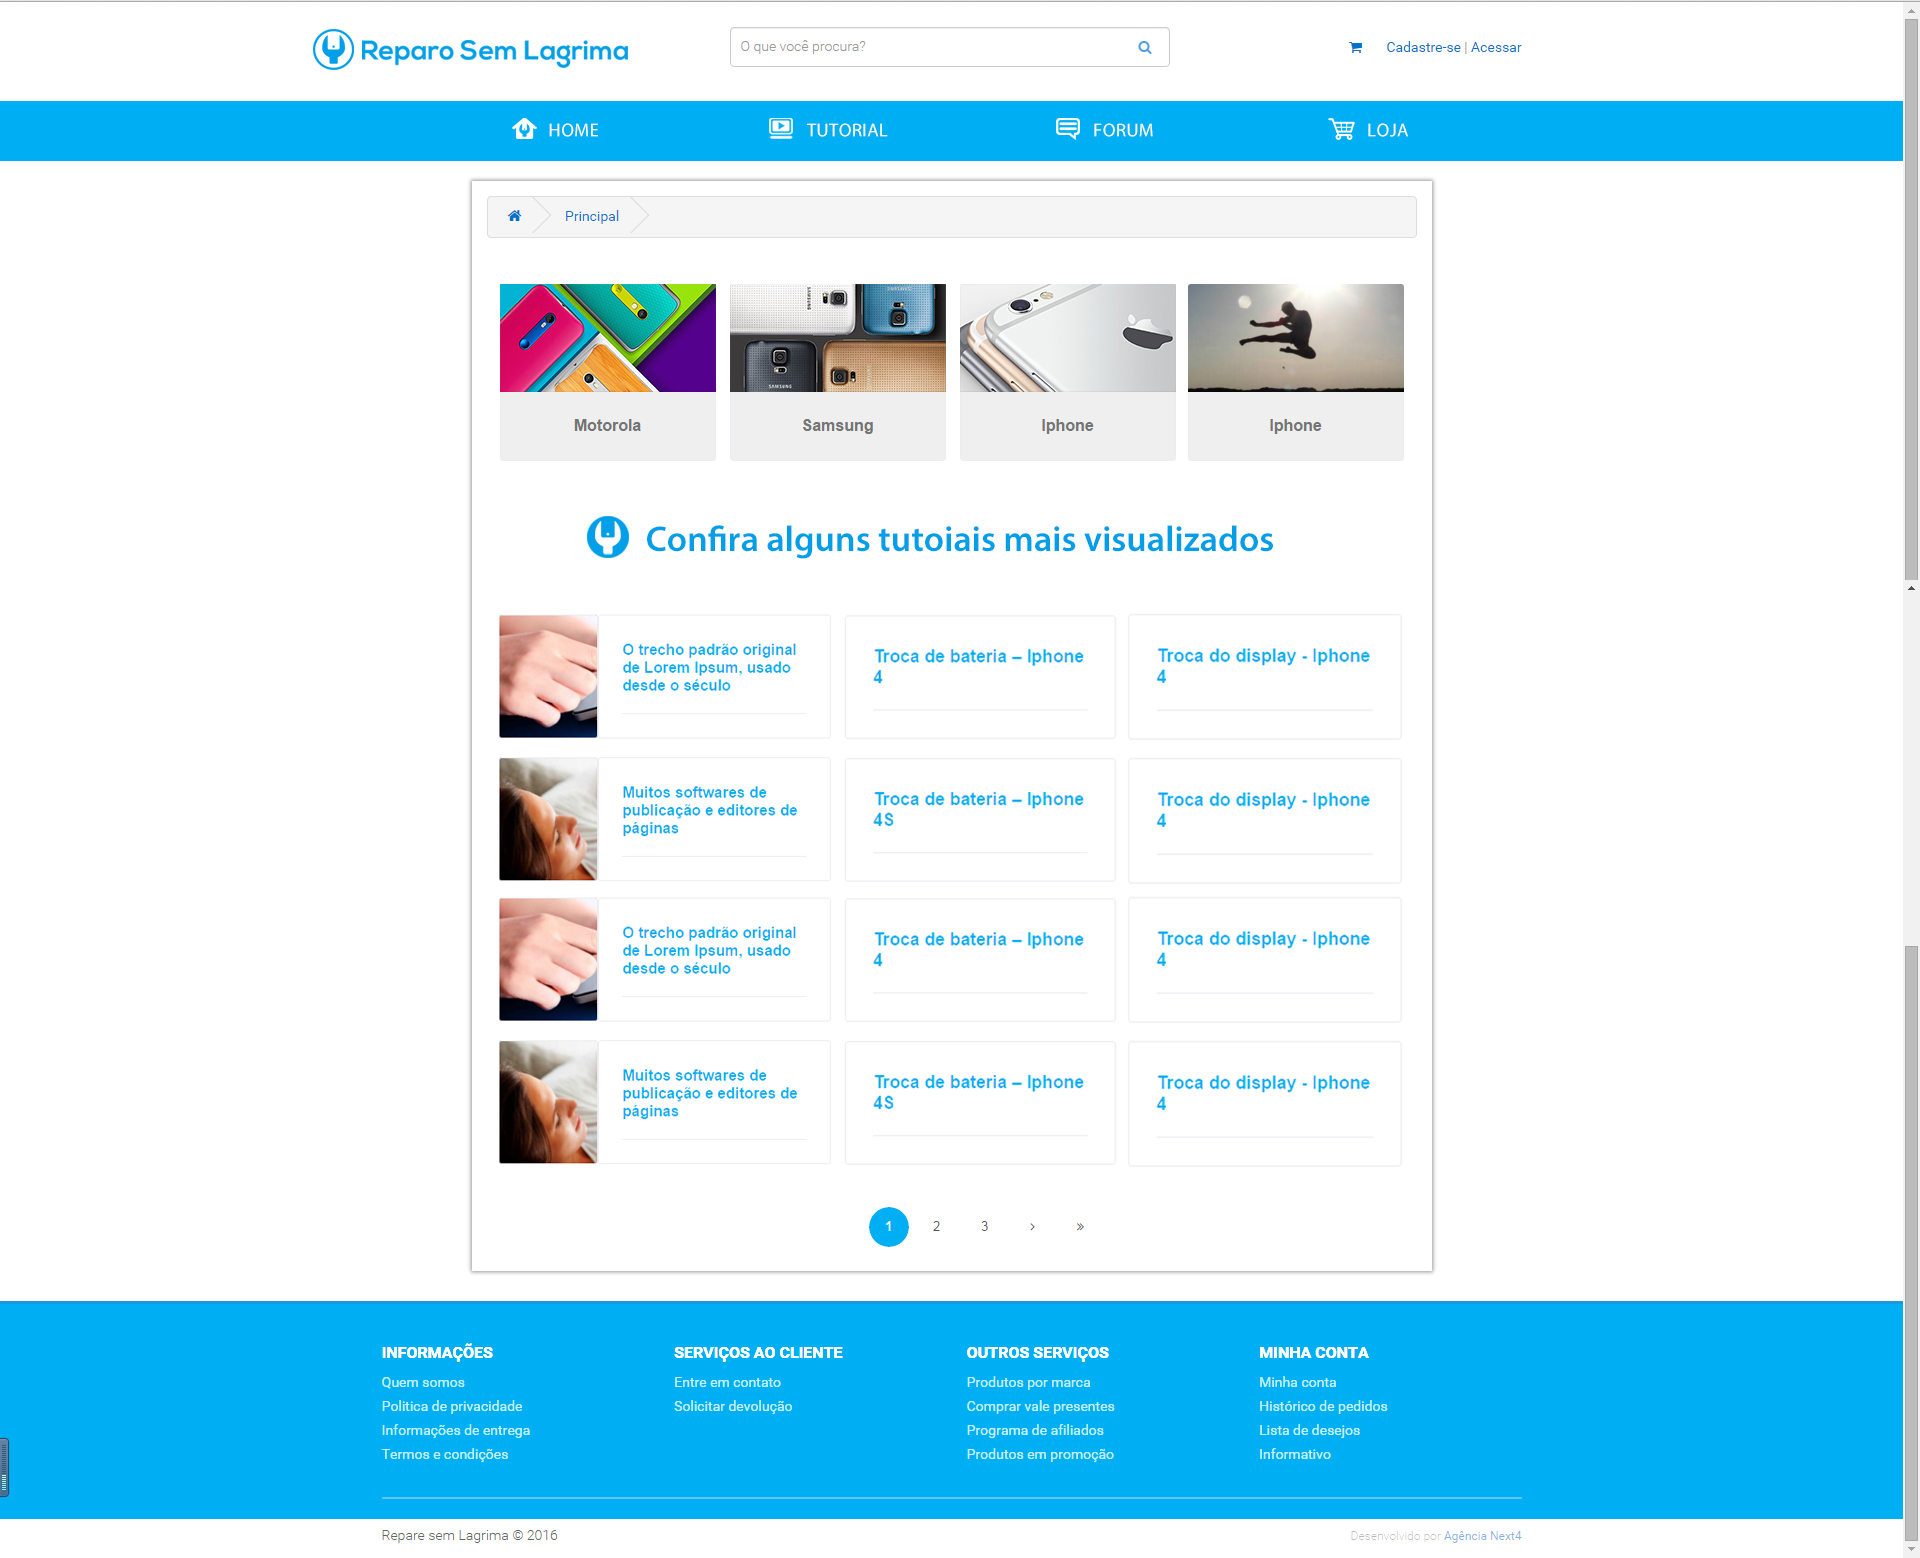 Reparo Sem Lagrima
O que você procura?
Cadastre-se | Acessar
HOME
TUTORIAL
FORUM
LOJA
Principal
SAMSUNG
SAMSUNG
SAMSUNG
Motorola
Samsung
Iphone
Iphone
Confira alguns tutoiais mais visualizados
O trecho padrão original
de Lorem Ipsum, usado
desde o século
Troca de bateria – Iphone
4
Troca do display - Iphone
4
Muitos softwares de
publicação e editores de
páginas
Troca de bateria – Iphone
4S
Troca do display - Iphone
4
O trecho padrão original
de Lorem Ipsum, usado
desde o século
Troca de bateria – Iphone
4
Troca do display - Iphone
4
Muitos softwares de
publicação e editores de
páginas
Troca de bateria – Iphone
4S
Troca do display - Iphone
4
1 2 3 › »
INFORMAÇÕES
Quem somos
Politica de privacidade
Informações de entrega
Termos e condições
SERVIÇOS AO CLIENTE
Entre em contato
Solicitar devolução
OUTROS SERVIÇOS
Produtos por marca
Comprar vale presentes
Programa de afiliados
Produtos em promoção
MINHA CONTA
Minha conta
Histórico de pedidos
Lista de desejos
Informativo
Repare sem Lagrima © 2016
Desenvolvido por Agência Next4